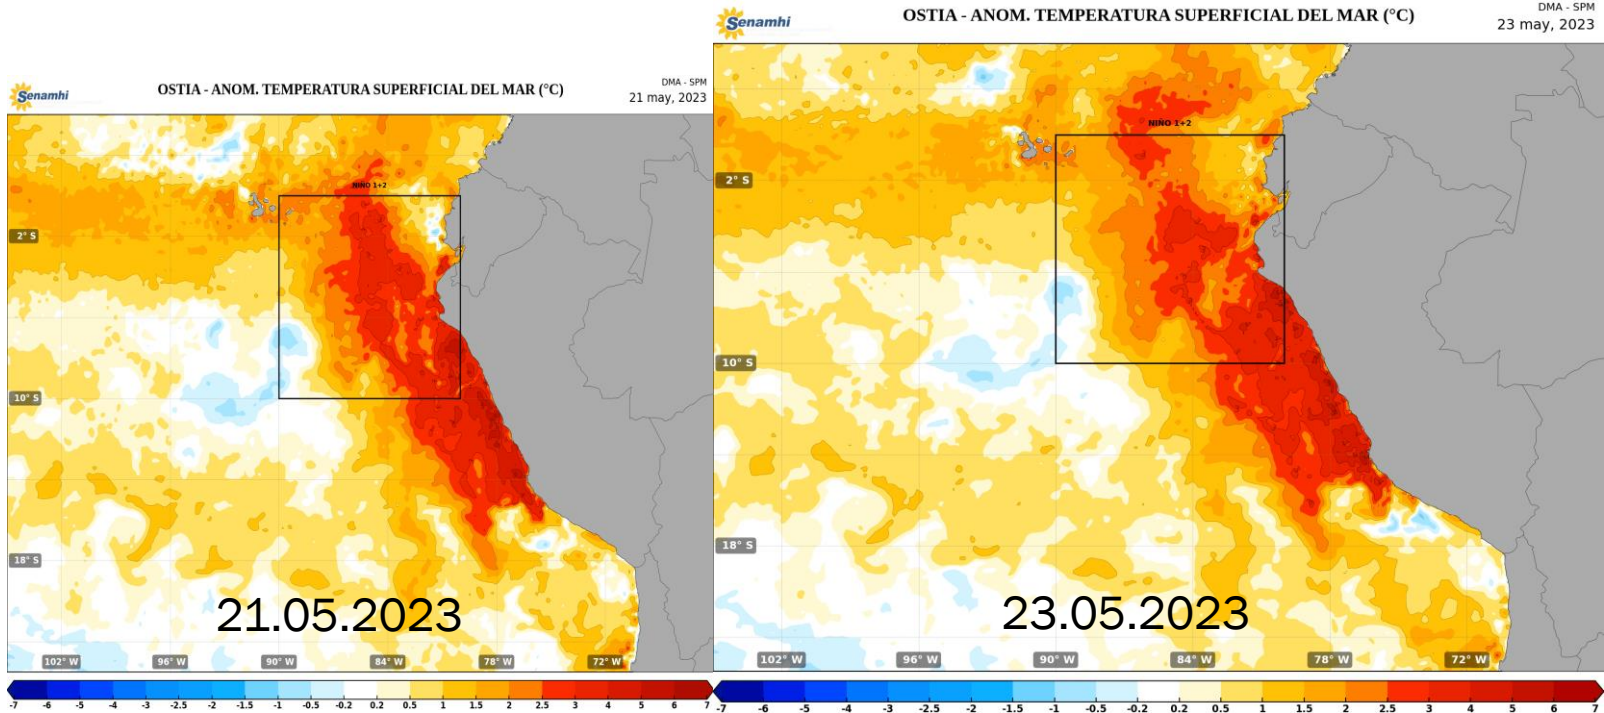 Senamhi
OSTIA - ANOM. TEMPERATURA SUPERFICIAL DEL MAR (°C)
DMA - SPM
21 may, 2023
NIÑO 1+2
2° S
10° S
18° S
21.05.2023
102° W 96° W 90° W 84° W 78° W 72° W
-7 -6 -5 -4 -3 -2.5 -2 -1.5 -1 -0.5 -0.2 0.2 0.5 1 1.5 2 2.5 3 4 5 6 7
Senamhi
OSTIA - ANOM. TEMPERATURA SUPERFICIAL DEL MAR (°C)
DMA - SPM
23 may, 2023
NIÑO 1+2
2° S
10° S
18° S
23.05.2023
102° W 96° W 90° W 84° W 78° W 72° W
-7 -6 -5 -4 -3 -2.5 -2 -1.5 -1 -0.5 -0.2 0.2 0.5 1 1.5 2 2.5 3 4 5 6 7